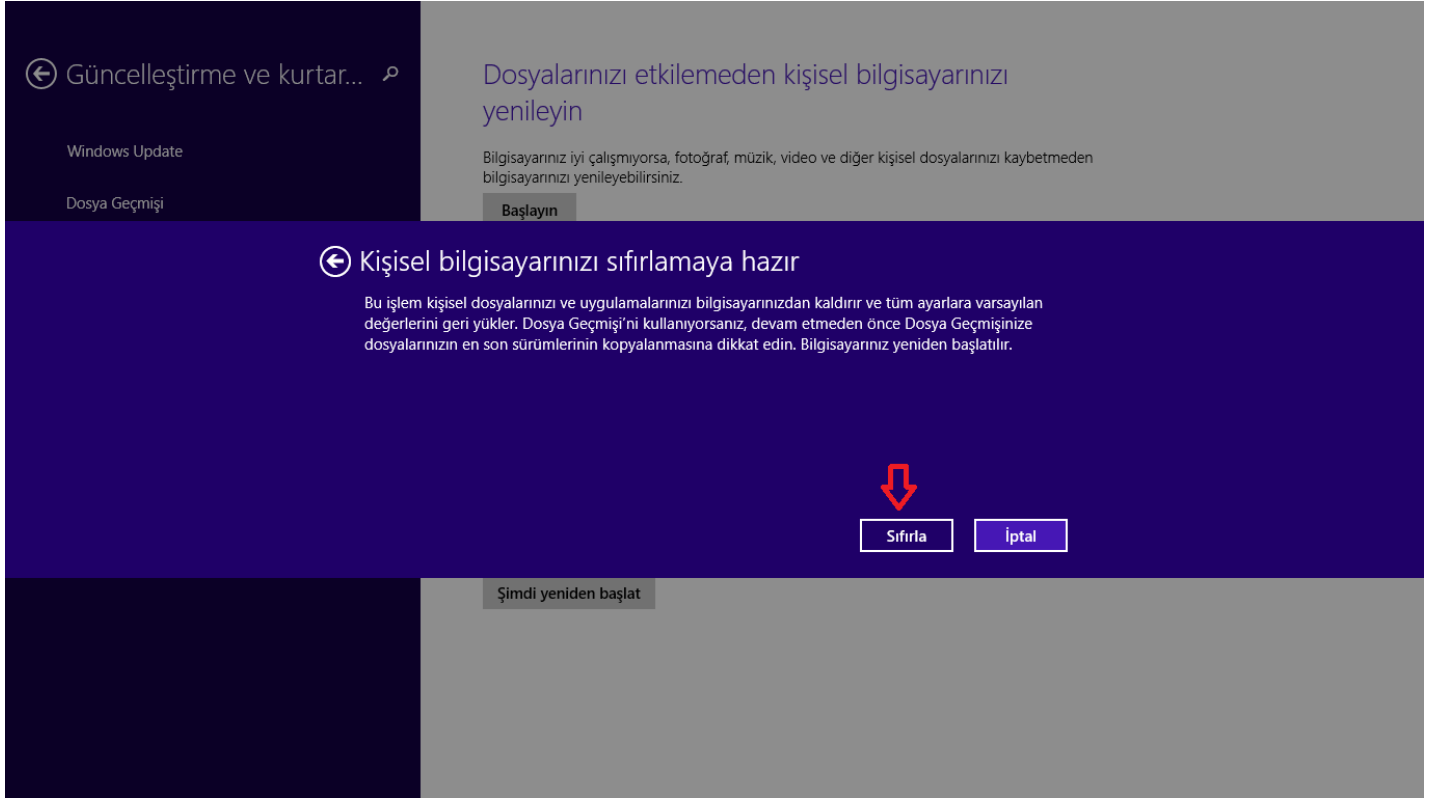 Güncelleştirme ve kurtar...
Windows Update
Dosya Geçmişi
Dosyalarınızı etkilemeden kişisel bilgisayarınızı
yenileyin
Bilgisayarınız iyi çalışmıyorsa, fotoğraf, müzik, video ve diğer kişisel dosyalarınızı kaybetmeden
bilgisayarınızı yenileyebilirsiniz.
Başlayın
Kişisel bilgisayarınızı sıfırlamaya hazır
Bu işlem kişisel dosyalarınızı ve uygulamalarınızı bilgisayarınızdan kaldırır ve tüm ayarlara varsayılan
değerlerini geri yükler. Dosya Geçmişi'ni kullanıyorsanız, devam etmeden önce Dosya Geçmişinize
dosyalarınızın en son sürümlerinin kopyalanmasına dikkat edin. Bilgisayarınız yeniden başlatılır.
Sıfırla
İptal
Şimdi yeniden başlat